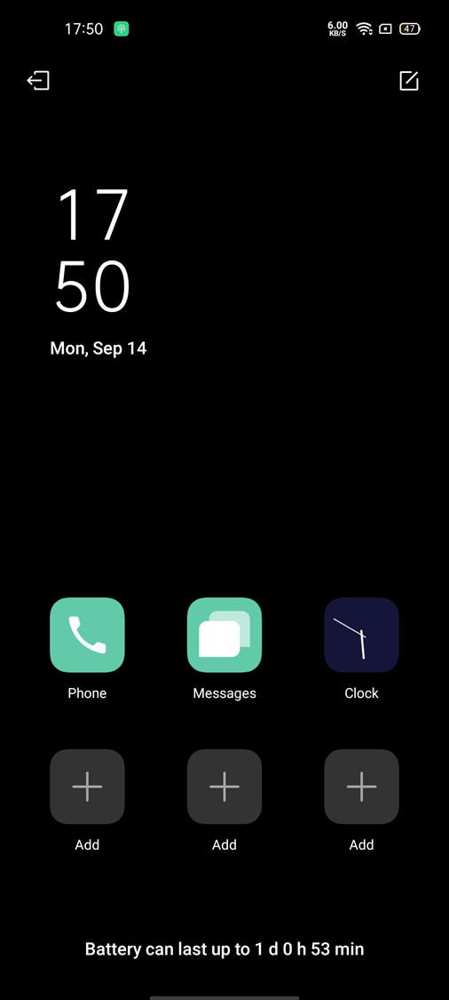 17:50
6.00
KB/S
47
17
50
Mon, Sep 14
Phone
Messages
Clock
Add
Add
Add
Battery can last up to 1 d 0 h 53 min